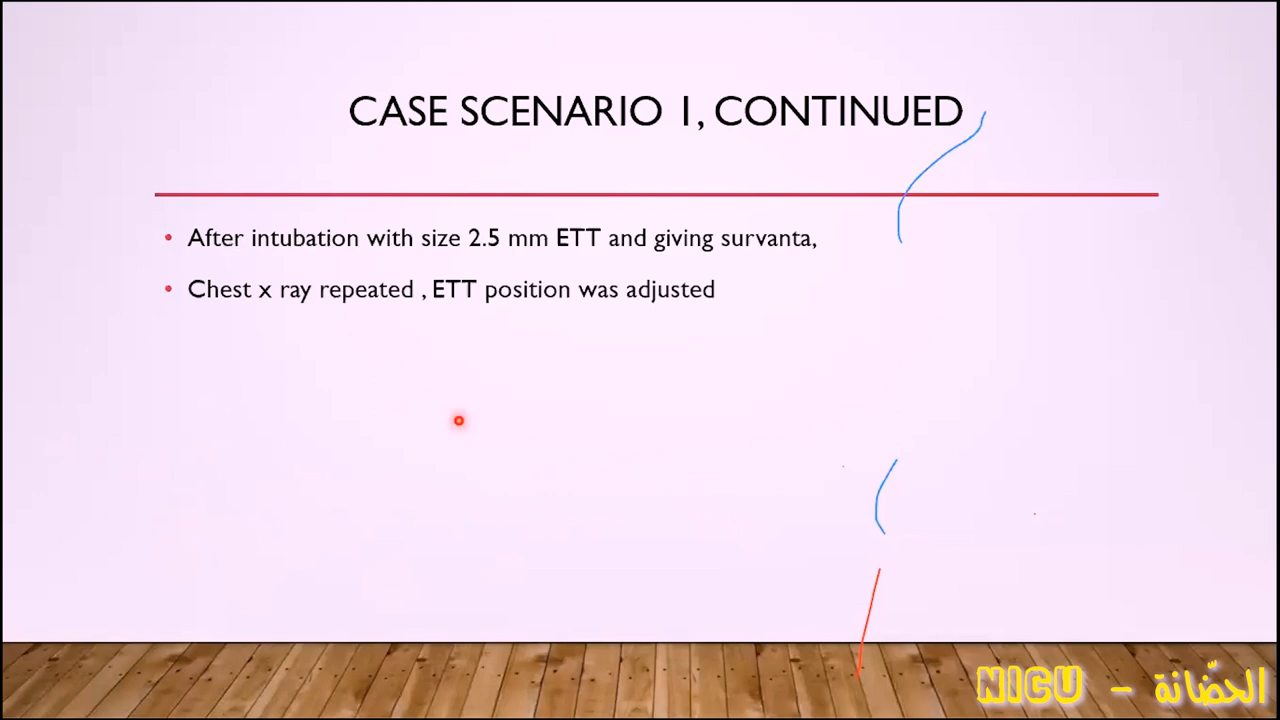 CASE SCENARIO 1, CONTINUED
• After intubation with size 2.5 mm ETT and giving survanta,
• Chest x ray repeated , ETT position was adjusted
NICU - الحضّانة